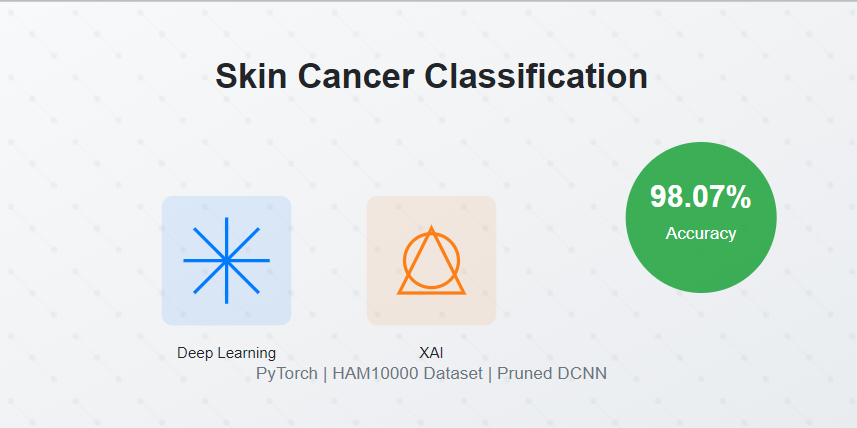 Skin Cancer Classification
98.07%
Accuracy
Deep Learning
XAI
PyTorch | HAM10000 Dataset | Pruned DCNN